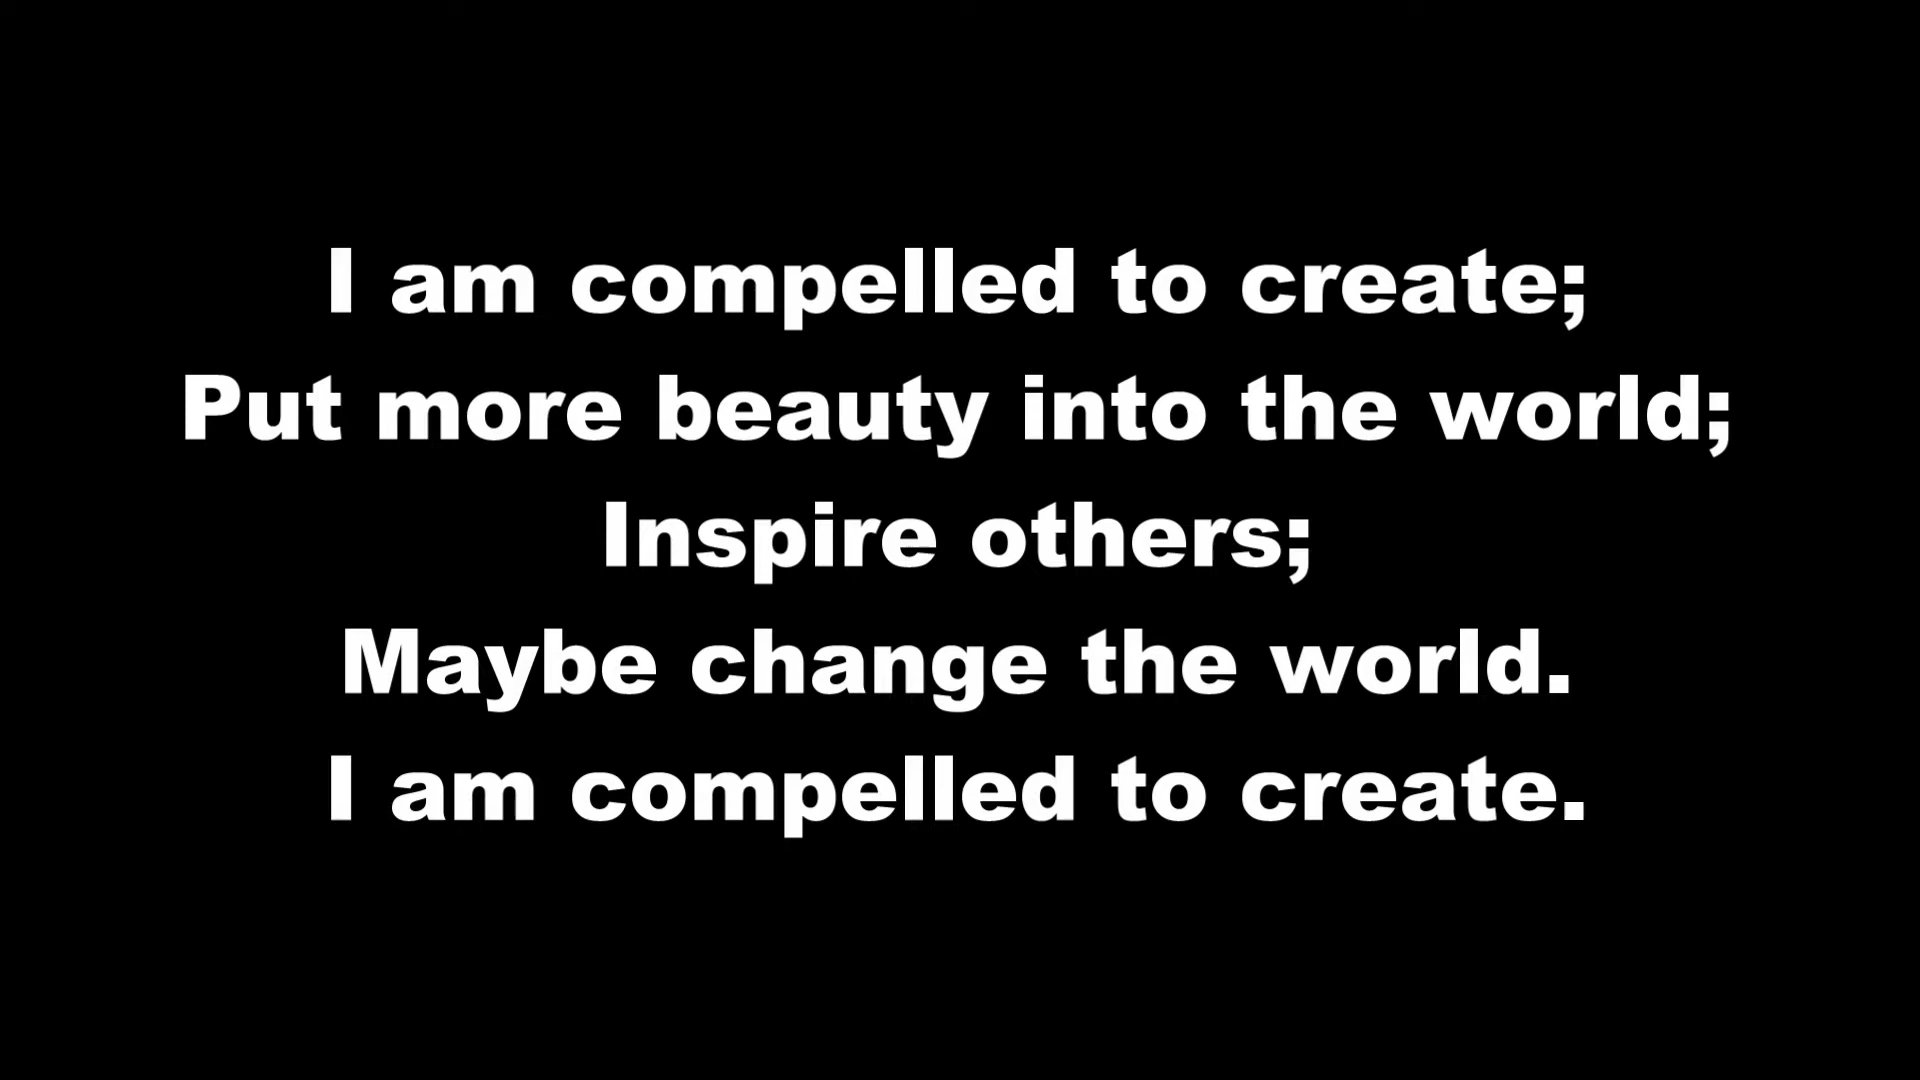 I am compelled to create;
Put more beauty into the world;
Inspire others;
Maybe change the world.
I am compelled to create.